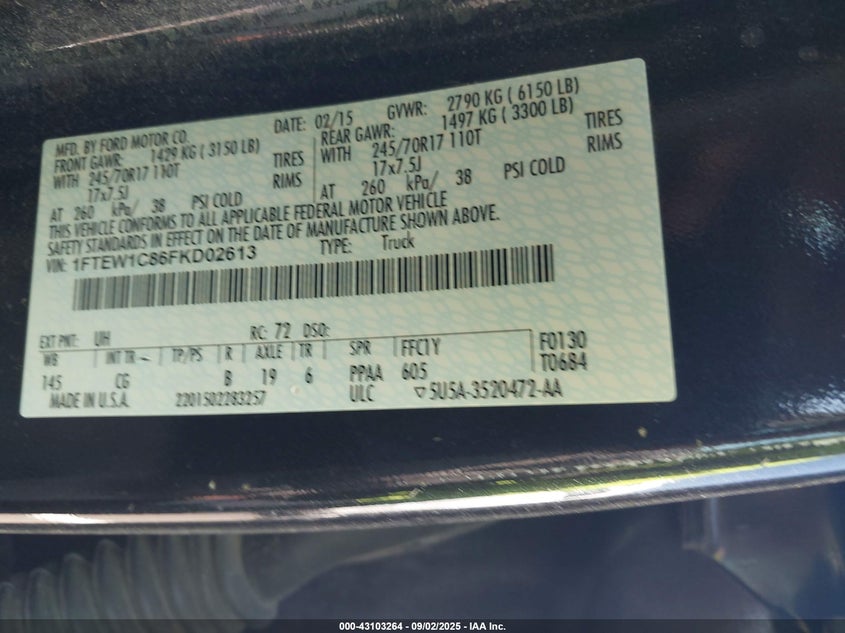 MFD. BY FORD MOTOR CO. DATE: 02/15 GVWR: 2790 KG ( 6150 LB)
FRONT GAWR: 1429 KG ( 3150 LB) REAR GAWR: 1497 KG ( 3300 LB)
WITH 245/70R17 110T TIRES WITH 245/70R17 110T TIRES
17x7.5J RIMS 17x7.5J RIMS
AT 260 kPa/ 38 PSI COLD AT 260 kPa/ 38 PSI COLD
THIS VEHICLE CONFORMS TO ALL APPLICABLE FEDERAL MOTOR VEHICLE
SAFETY STANDARDS IN EFFECT ON THE DATE OF MANUFACTURE SHOWN ABOVE.
VIN: 1FTEW1C86FKD02613 TYPE: Truck
EXT PNT: UH RC: 72 DSO: F0130
WB INT TR TP/PS R AXLE TR SPR FFC1Y T0684
145 CG B 19 6 PPAA 605
MADE IN U.S.A. 2201502283257 ULC ▽5U5A-3520472-AA
000-43103264 - 09/02/2025 - IAA Inc.